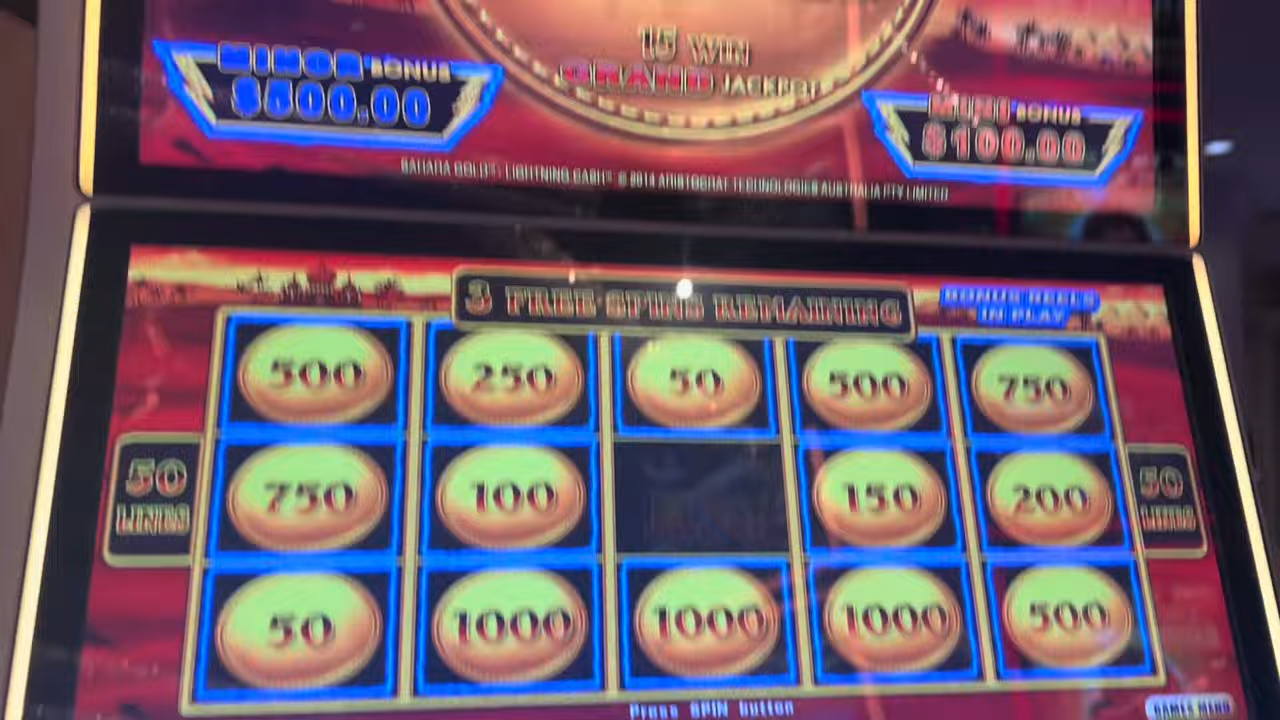 15 WIN
GRAND JACKPOT
MINOR BONUS
$500.00
MINI BONUS
$100.00
SAHARA GOLD LIGHTNING CASH © 2014 ARISTOCRAT TECHNOLOGIES AUSTRALIA PTY LIMITED
3 FREE SPINS REMAINING
BONUS REELS
IN PLAY
500 250 50 500 750
50
LINES
750 100 150 200
50
LINES
50 1000 1000 1000 500
Press SPIN button
GAMES MENU